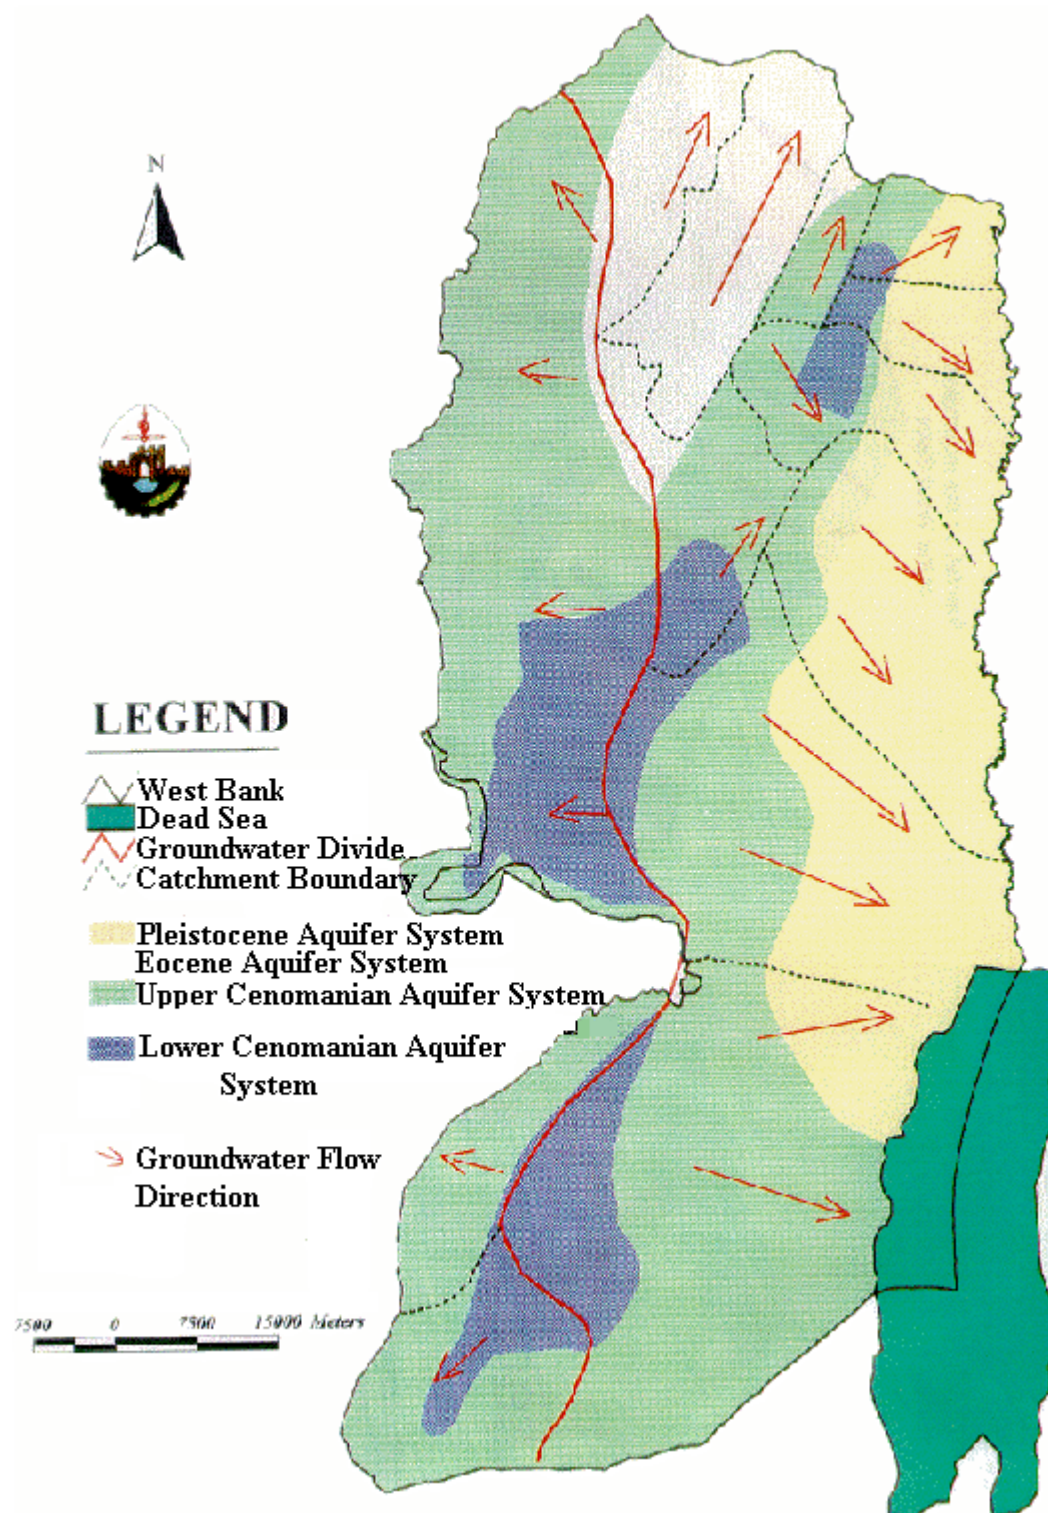 N
LEGEND
West Bank
Dead Sea
Groundwater Divide
Catchment Boundary
Pleistocene Aquifer System
Eocene Aquifer System
Upper Cenomanian Aquifer System
Lower Cenomanian Aquifer
System
Groundwater Flow
Direction
7500 0 7500 15000 Meters